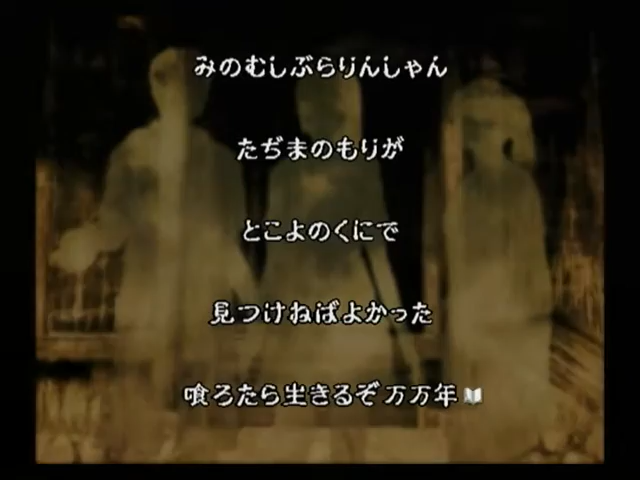 みのむしぶらりんしゃん
たぢまのもりが
とこよのくにで
見つけねばよかった
喰ろたら生きるぞ万万年